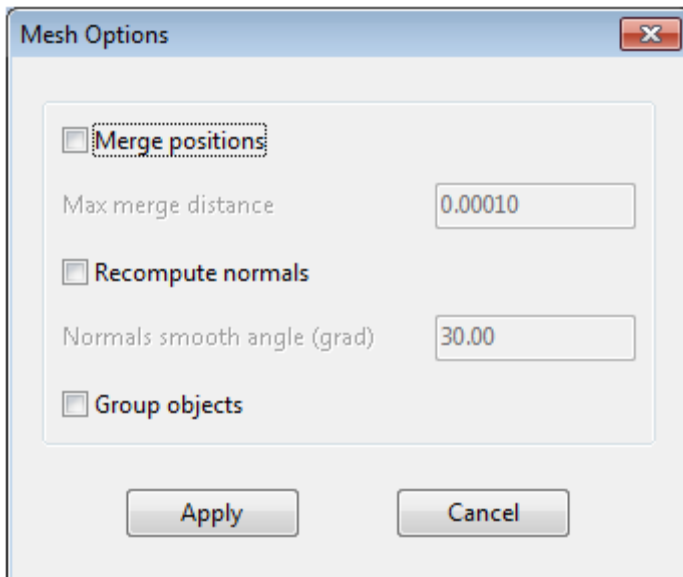 Mesh Options
Merge positions
Max merge distance 0.00010
Recompute normals
Normals smooth angle (grad) 30.00
Group objects
Apply Cancel